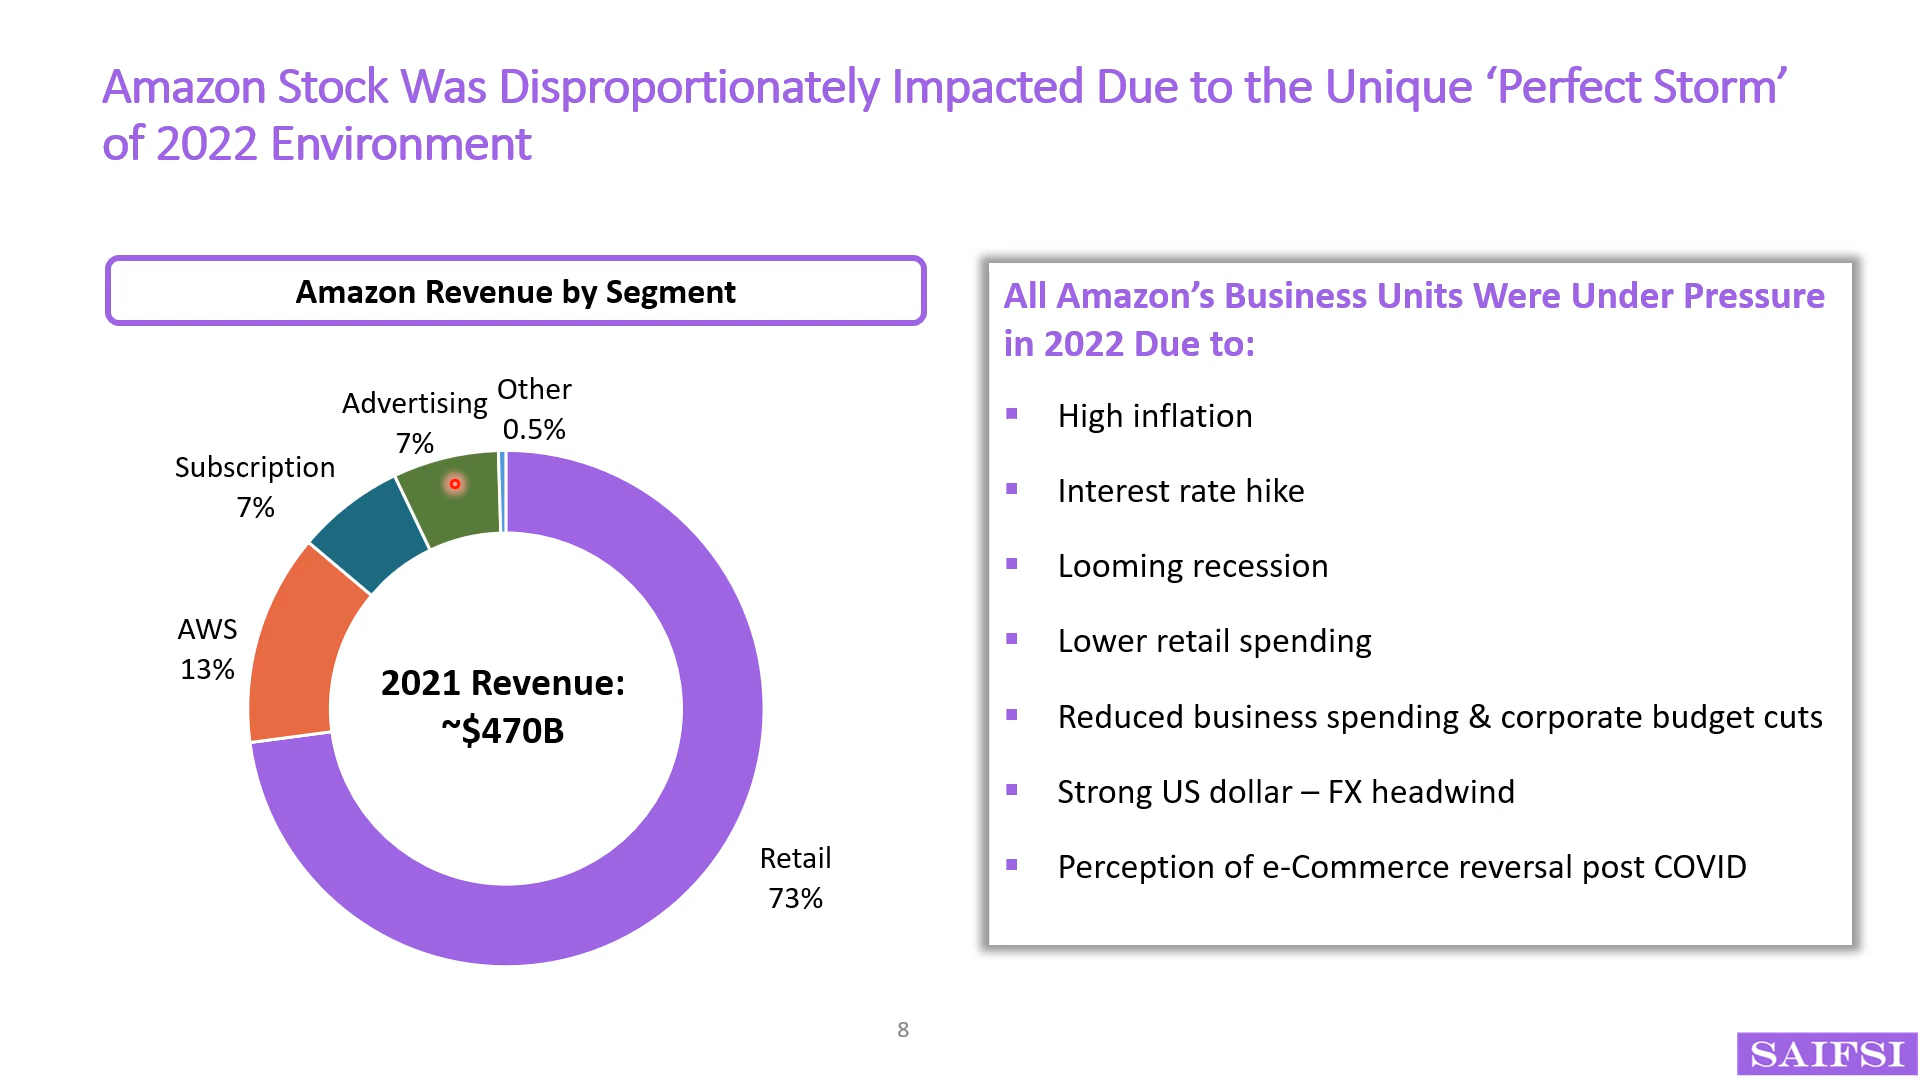 Amazon Stock Was Disproportionately Impacted Due to the Unique ‘Perfect Storm’
of 2022 Environment
Amazon Revenue by Segment
Other
0.5%
Advertising
7%
Subscription
7%
AWS
13%
2021 Revenue:
~$470B
Retail
73%
All Amazon’s Business Units Were Under Pressure
in 2022 Due to:
▪ High inflation
▪ Interest rate hike
▪ Looming recession
▪ Lower retail spending
▪ Reduced business spending & corporate budget cuts
▪ Strong US dollar – FX headwind
▪ Perception of e-Commerce reversal post COVID
8
SAIFSI